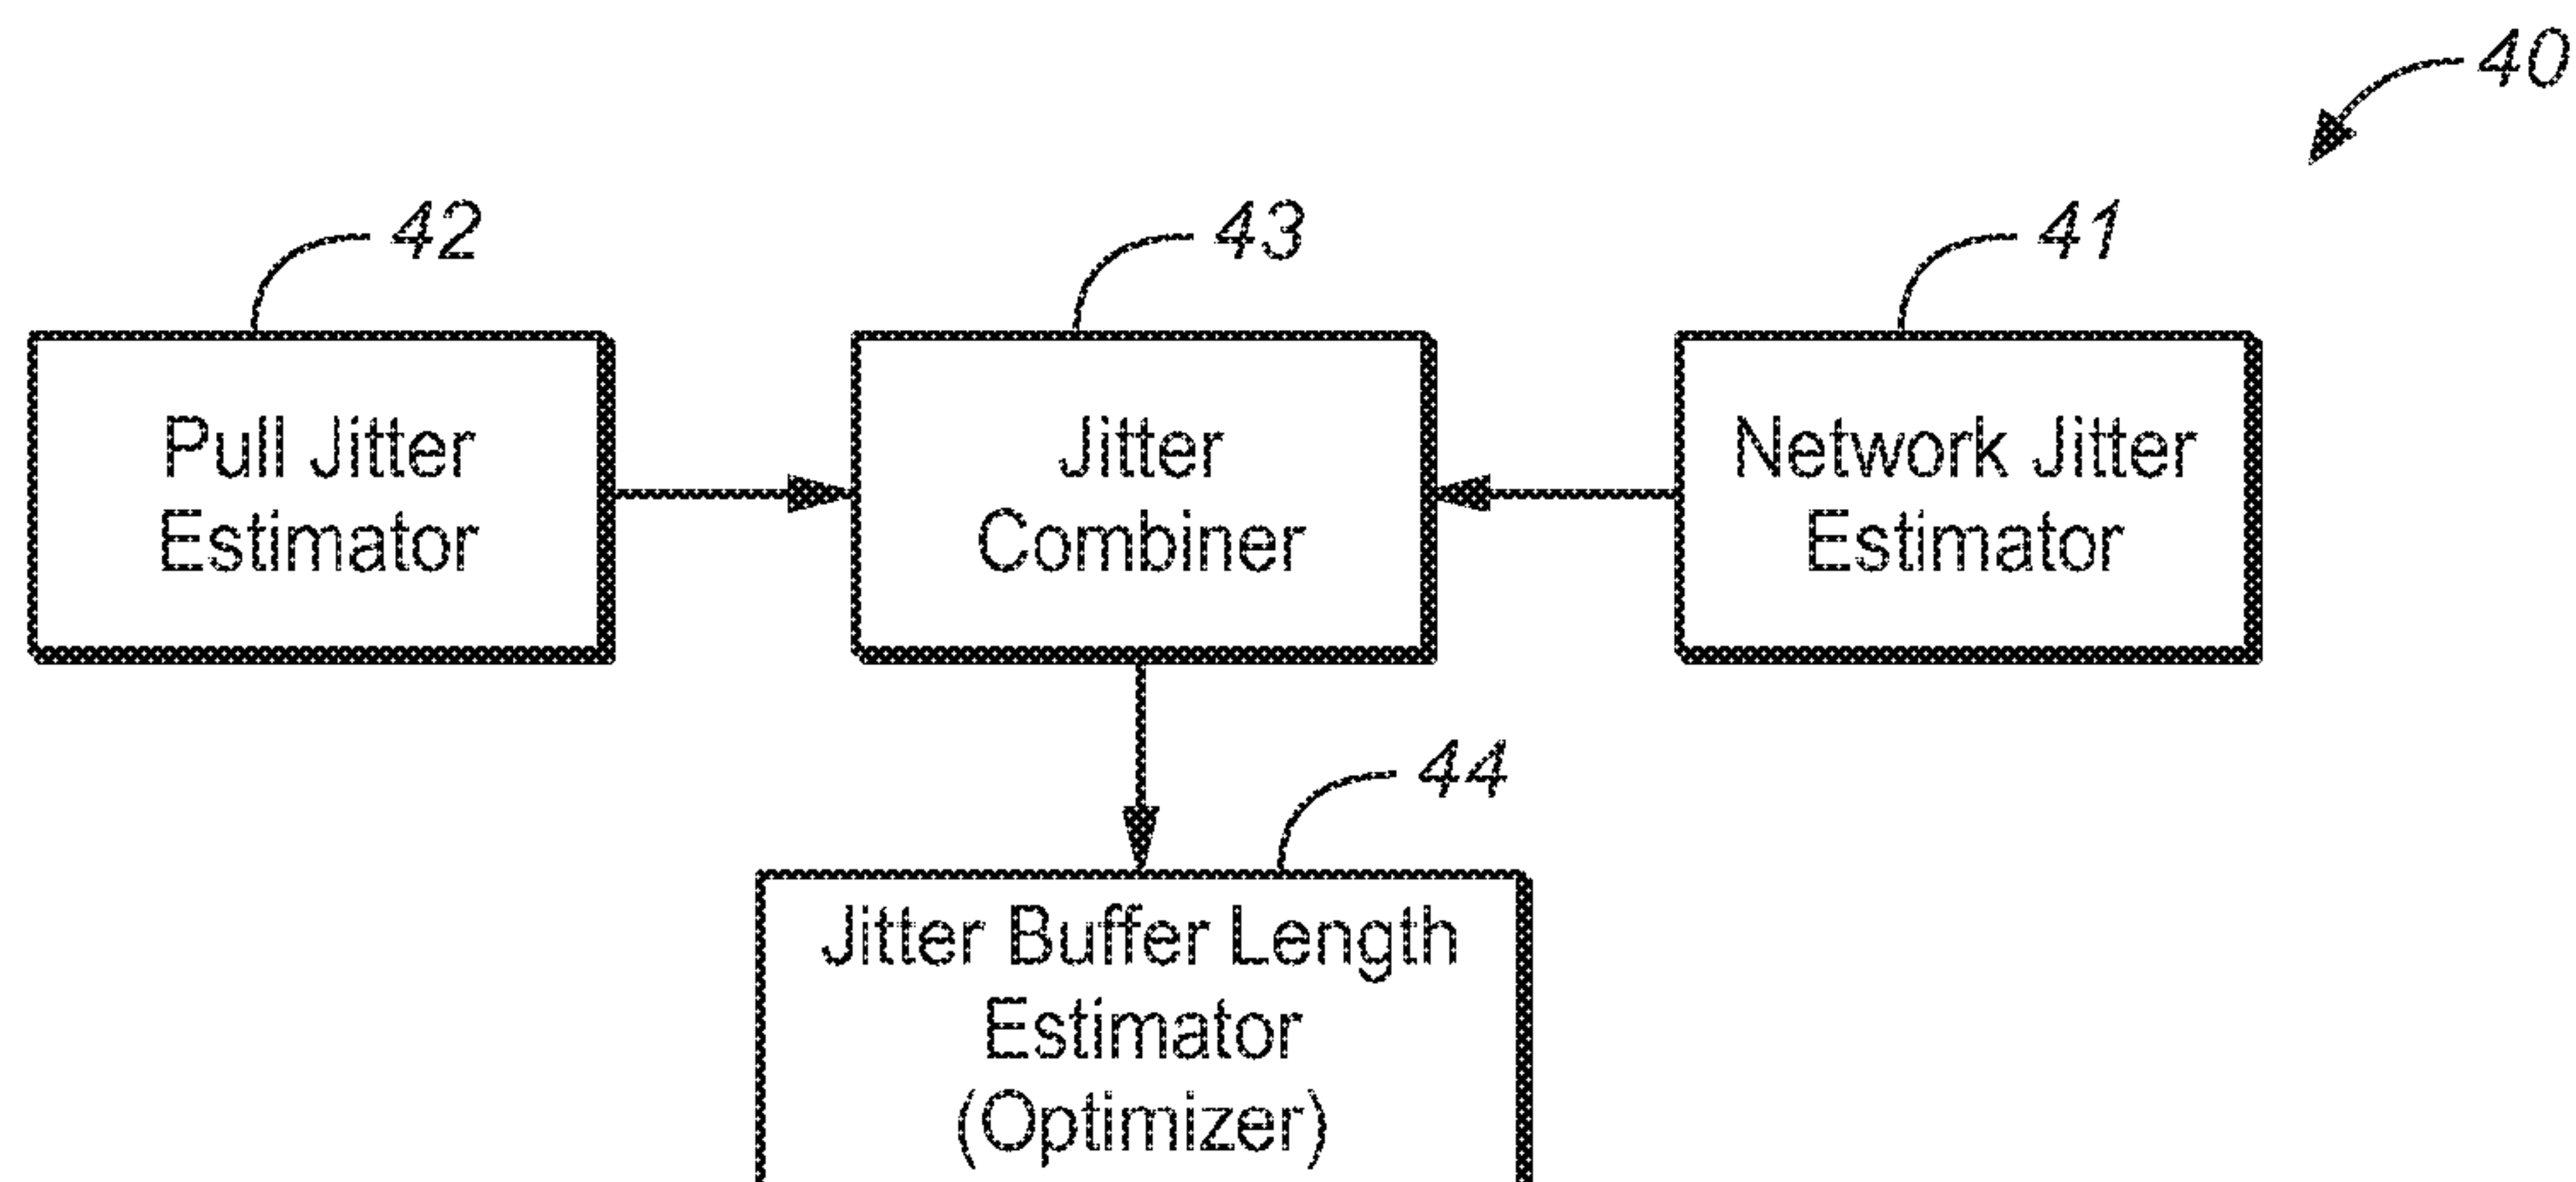 40
42
43
41
Pull Jitter
Estimator
Jitter
Combiner
Network Jitter
Estimator
44
Jitter Buffer Length
Estimator
(Optimizer)